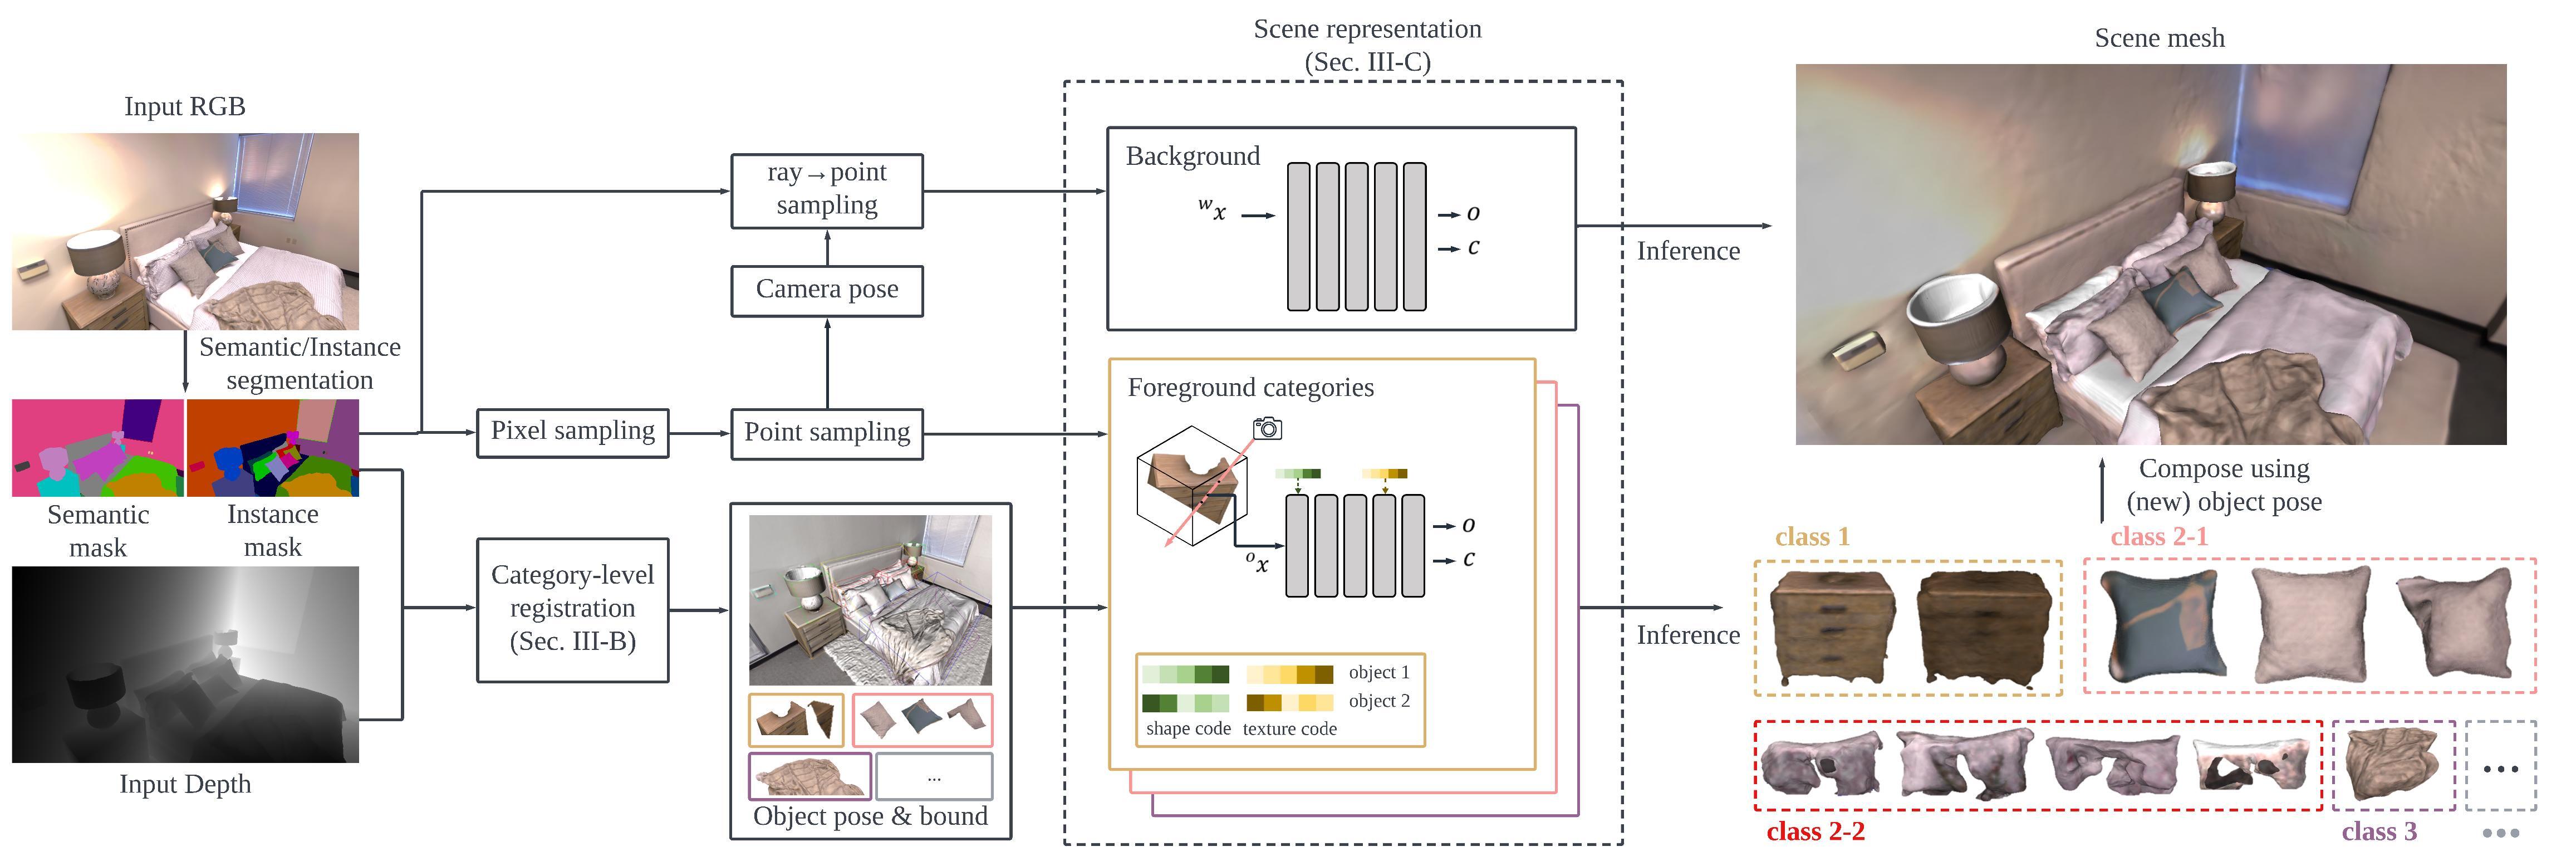 Input RGB
Semantic/Instance
segmentation
Semantic
mask
Instance
mask
Input Depth
Pixel sampling
Category-level
registration
(Sec. III-B)
ray→point
sampling
Camera pose
Point sampling
...
Object pose & bound
Scene representation
(Sec. III-C)
Background
ʷx
o
c
Foreground categories
ᵒx
o
c
object 1
object 2
shape code texture code
Inference
Inference
Scene mesh
Compose using
(new) object pose
class 1
class 2-1
class 2-2
class 3